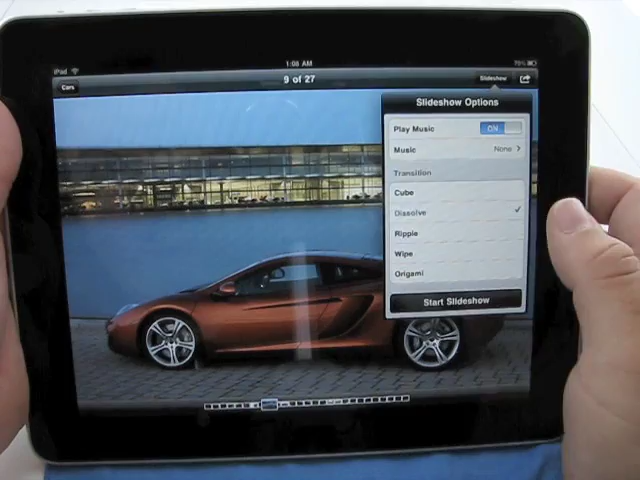 iPad 1:08 AM 70%
Cars 9 of 27 Slideshow
Slideshow Options
Play Music ON
Music None
Transition
Cube
Dissolve
Ripple
Wipe
Origami
Start Slideshow